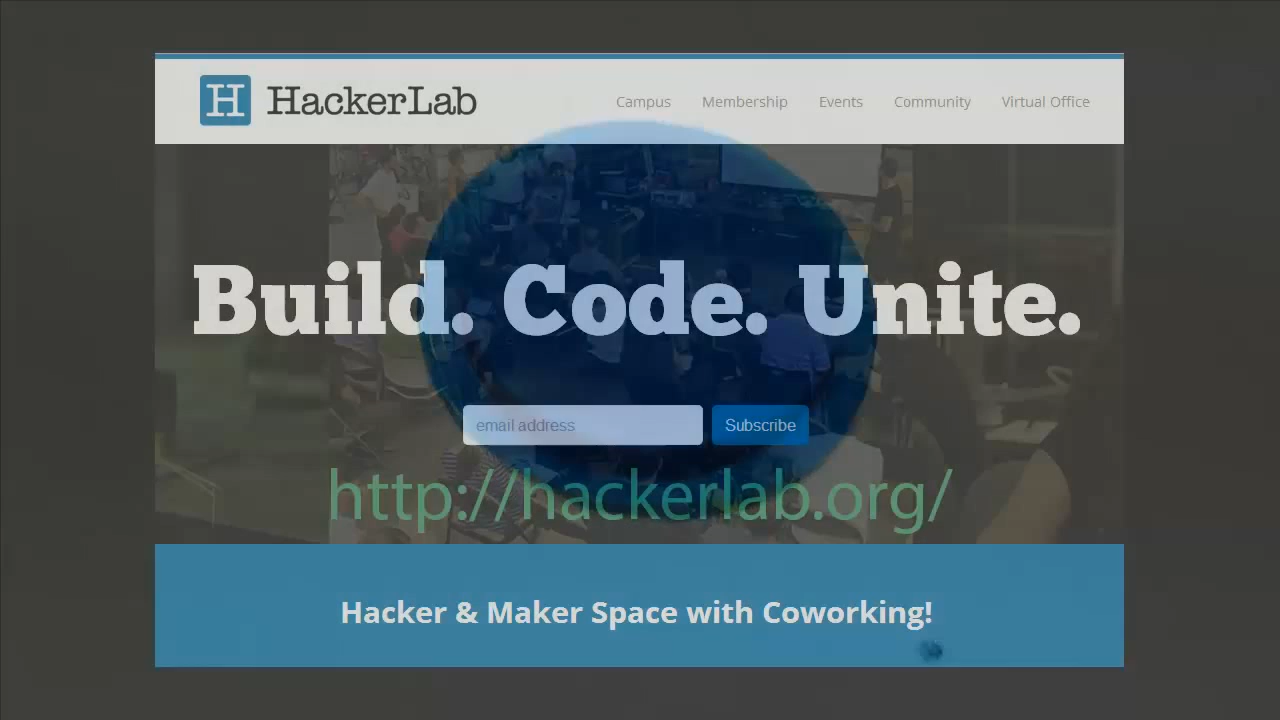 H HackerLab
Campus Membership Events Community Virtual Office
Build. Code. Unite.
email address Subscribe
http://hackerlab.org/
Hacker & Maker Space with Coworking!